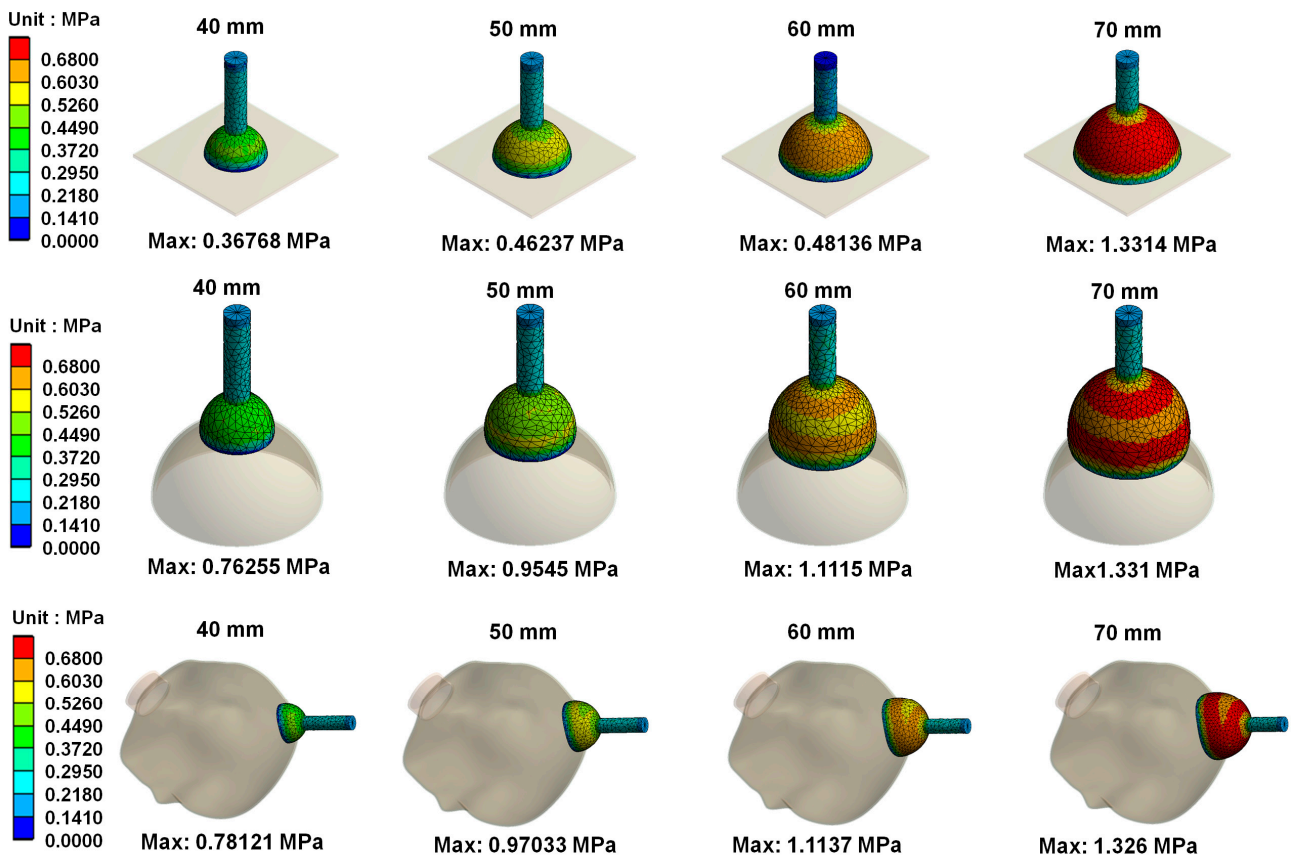 Unit : MPa
0.6800
0.6030
0.5260
0.4490
0.3720
0.2950
0.2180
0.1410
0.0000
40 mm
50 mm
60 mm
70 mm
Max: 0.36768 MPa
Max: 0.46237 MPa
Max: 0.48136 MPa
Max: 1.3314 MPa
Unit : MPa
0.6800
0.6030
0.5260
0.4490
0.3720
0.2950
0.2180
0.1410
0.0000
40 mm
50 mm
60 mm
70 mm
Max: 0.76255 MPa
Max: 0.9545 MPa
Max: 1.1115 MPa
Max1.331 MPa
Unit : MPa
0.6800
0.6030
0.5260
0.4490
0.3720
0.2950
0.2180
0.1410
0.0000
40 mm
50 mm
60 mm
70 mm
Max: 0.78121 MPa
Max: 0.97033 MPa
Max: 1.1137 MPa
Max: 1.326 MPa